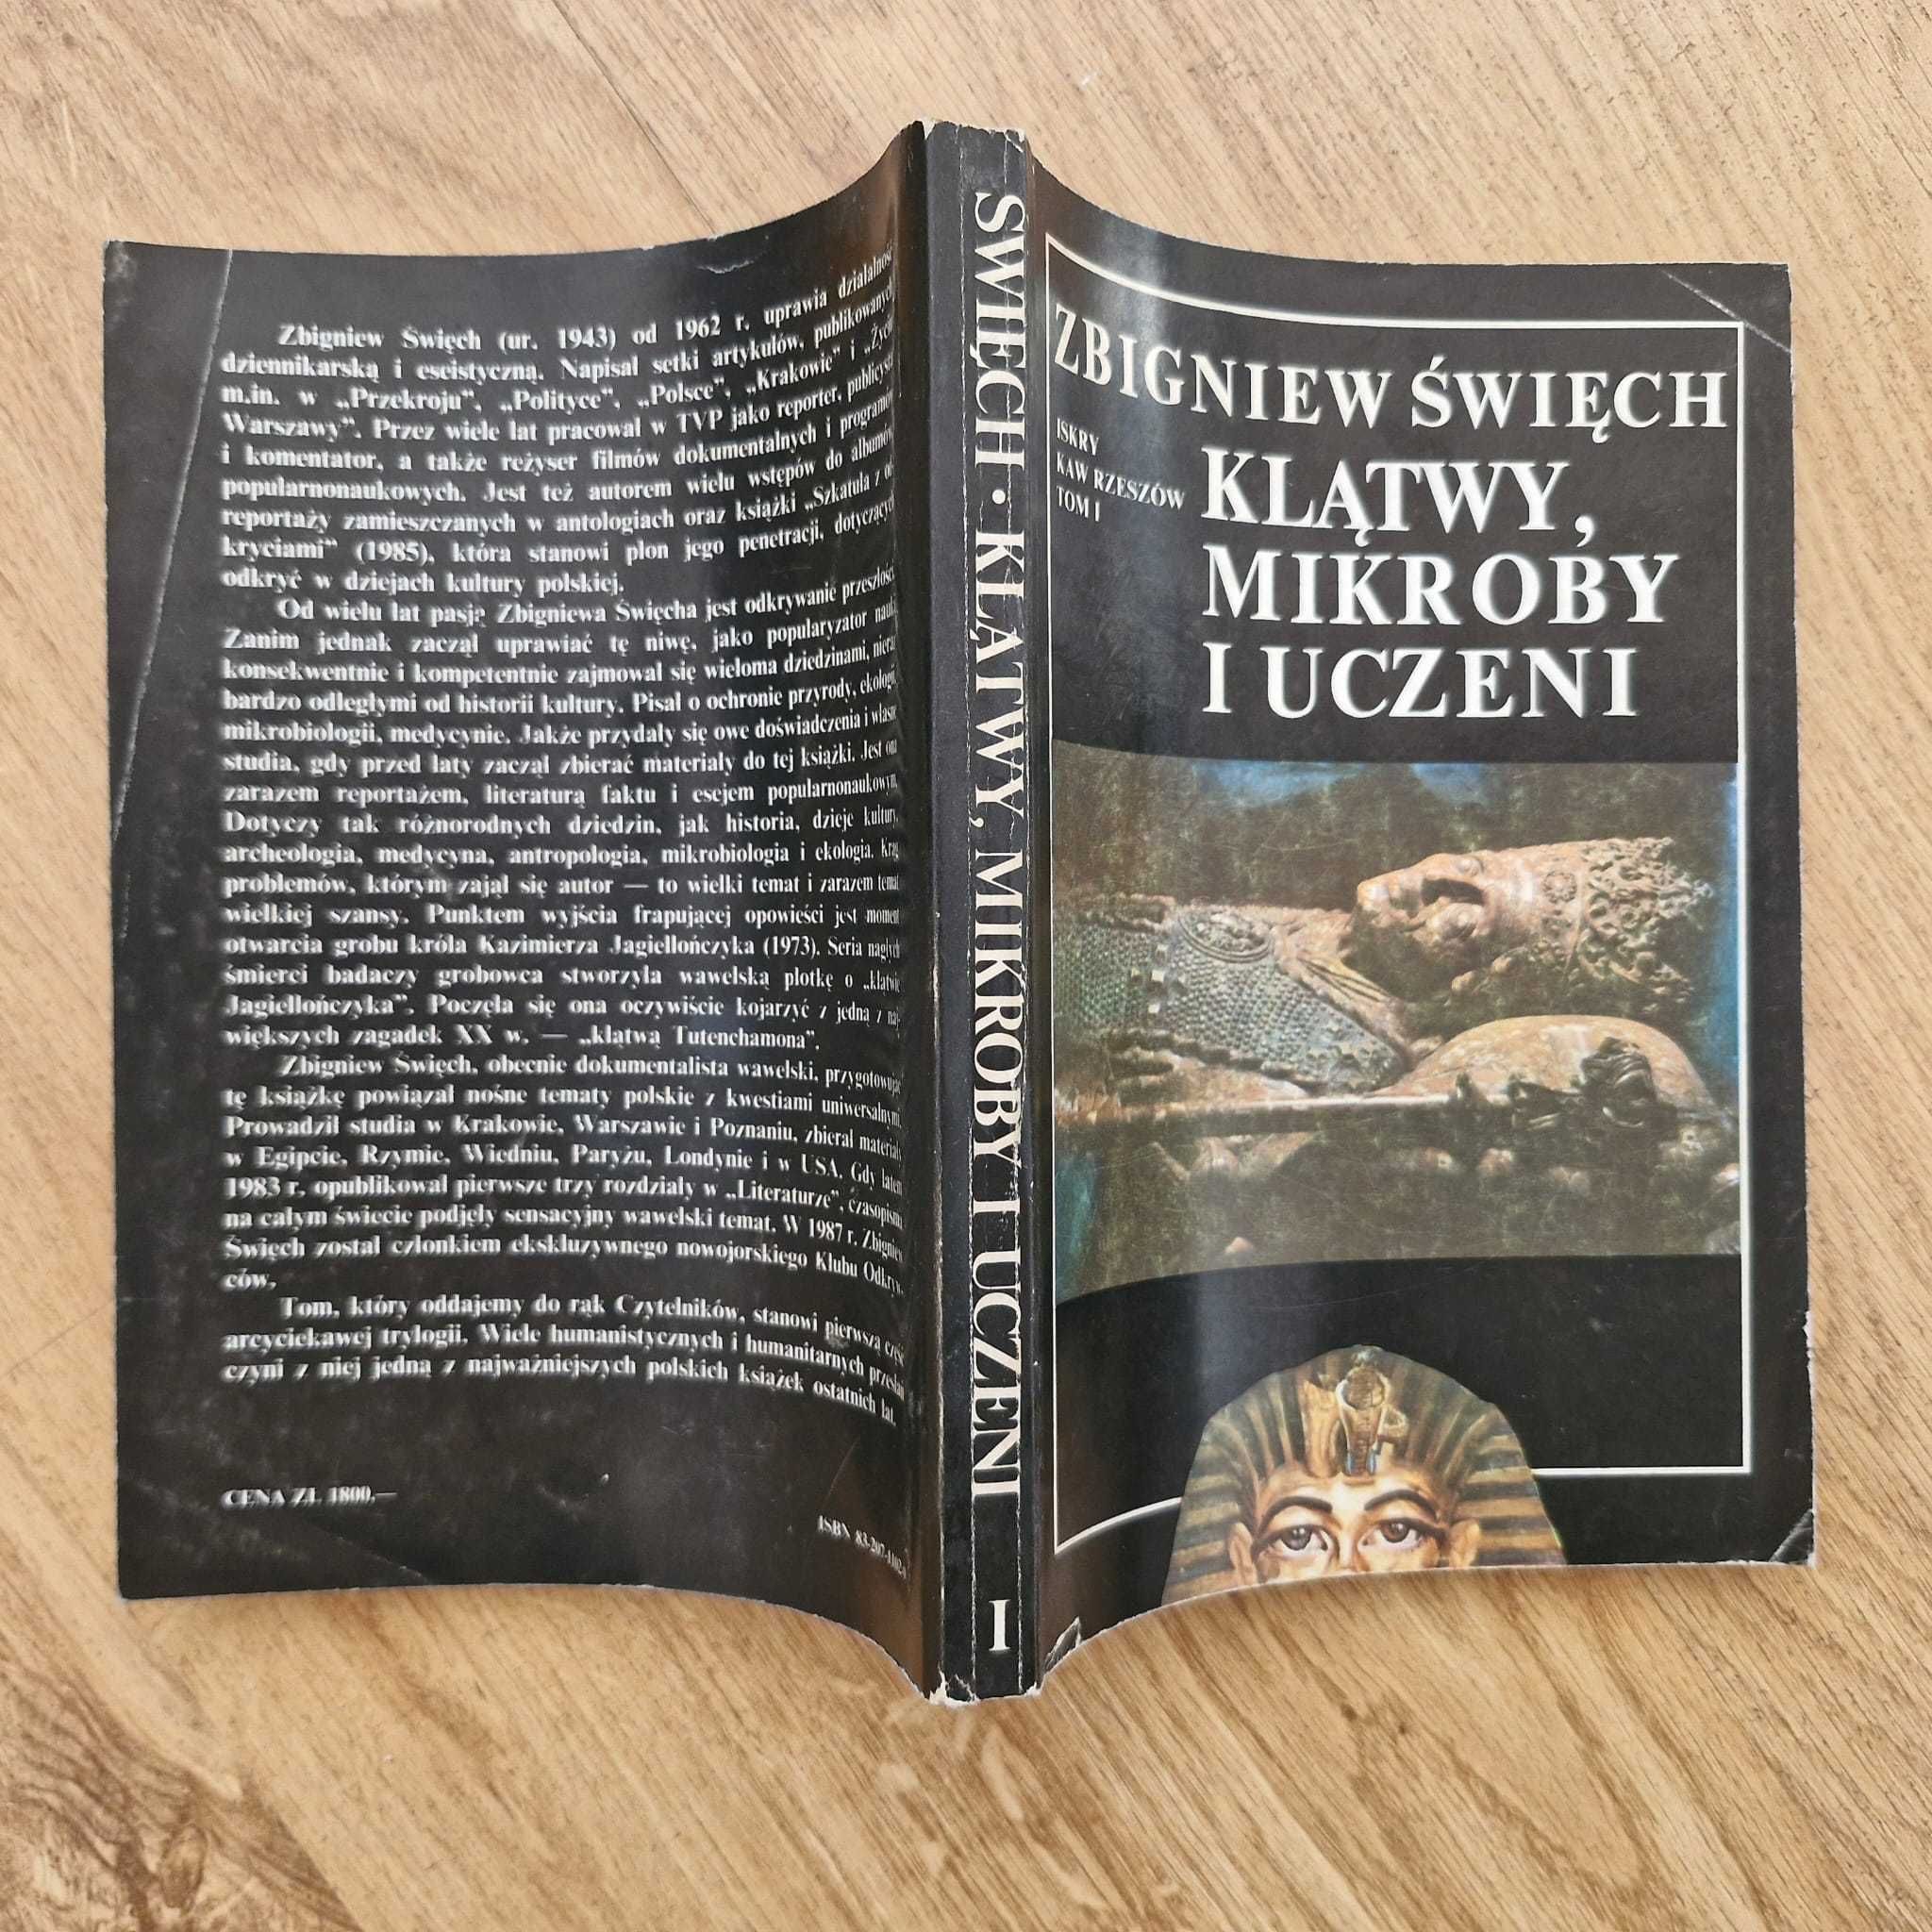 Zbigniew Święch (ur. 1943) od 1962 r. uprawia działalność
dziennikarską i eseistyczną. Napisał setki artykułów, publikowanych
m.in. w „Przekroju”, „Polityce”, „Polsce”, „Krakowie” i „Życiu
Warszawy”. Przez wiele lat pracował w TVP jako reporter, publicysta
i komentator, a także reżyser filmów dokumentalnych i programów
popularnonaukowych. Jest też autorem wielu wstępów do albumów
reportaży zamieszczanych w antologiach oraz książki „Szkatuła z od-
kryciami” (1985), która stanowi plon jego penetracji, dotyczących
odkryć w dziejach kultury polskiej.
Od wielu lat pasją Zbigniewa Święcha jest odkrywanie przeszłości.
Zanim jednak zaczął uprawiać tę niwę, jako popularyzator nauki
konsekwentnie i kompetentnie zajmował się wieloma dziedzinami, nieraz
bardzo odległymi od historii kultury. Pisał o ochronie przyrody, ekologii,
mikrobiologii, medycynie. Jakże przydały się owe doświadczenia i własne
studia, gdy przed laty zaczął zbierać materiały do tej książki. Jest ona
zarazem reportażem, literaturą faktu i esejem popularnonaukowym.
Dotyczy tak różnorodnych dziedzin, jak historia, dzieje kultury,
archeologia, medycyna, antropologia, mikrobiologia i ekologia. Krąg
problemów, którym zajął się autor — to wielki temat i zarazem temat
wielkiej szansy. Punktem wyjścia frapującej opowieści jest moment
otwarcia grobu króla Kazimierza Jagiellończyka (1973). Seria nagłych
śmierci badaczy grobowca stworzyła wawelską plotkę o „klątwie
Jagiellończyka”. Poczęła się ona oczywiście kojarzyć z jedną z naj-
większych zagadek XX w. — „klątwą Tutenchamona”.
Zbigniew Święch, obecnie dokumentalista wawelski, przygotowując
tę książkę powiązał nośne tematy polskie z kwestiami uniwersalnymi.
Prowadził studia w Krakowie, Warszawie i Poznaniu, zbierał materiały
w Egipcie, Rzymie, Wiedniu, Paryżu, Londynie i w USA. Gdy latem
1983 r. opublikował pierwsze trzy rozdziały w „Literaturze”, czasopisma
na całym świecie podjęły sensacyjny wawelski temat. W 1987 r. Zbigniew
Święch został członkiem ekskluzywnego nowojorskiego Klubu Odkryw-
ców.
Tom, który oddajemy do rąk Czytelników, stanowi pierwszą część
arcyciekawej trylogii. Wiele humanistycznych i humanitarnych przesłań
czyni z niej jedną z najważniejszych polskich książek ostatnich lat.
CENA ZŁ 1800,—
ISBN 83-207-1102-
ŚWIĘCH • KLĄTWY, MIKROBY I UCZENI
I
ZBIGNIEW ŚWIĘCH
ISKRY
KAW RZESZÓW
TOM I
KLĄTWY,
MIKROBY
I UCZENI